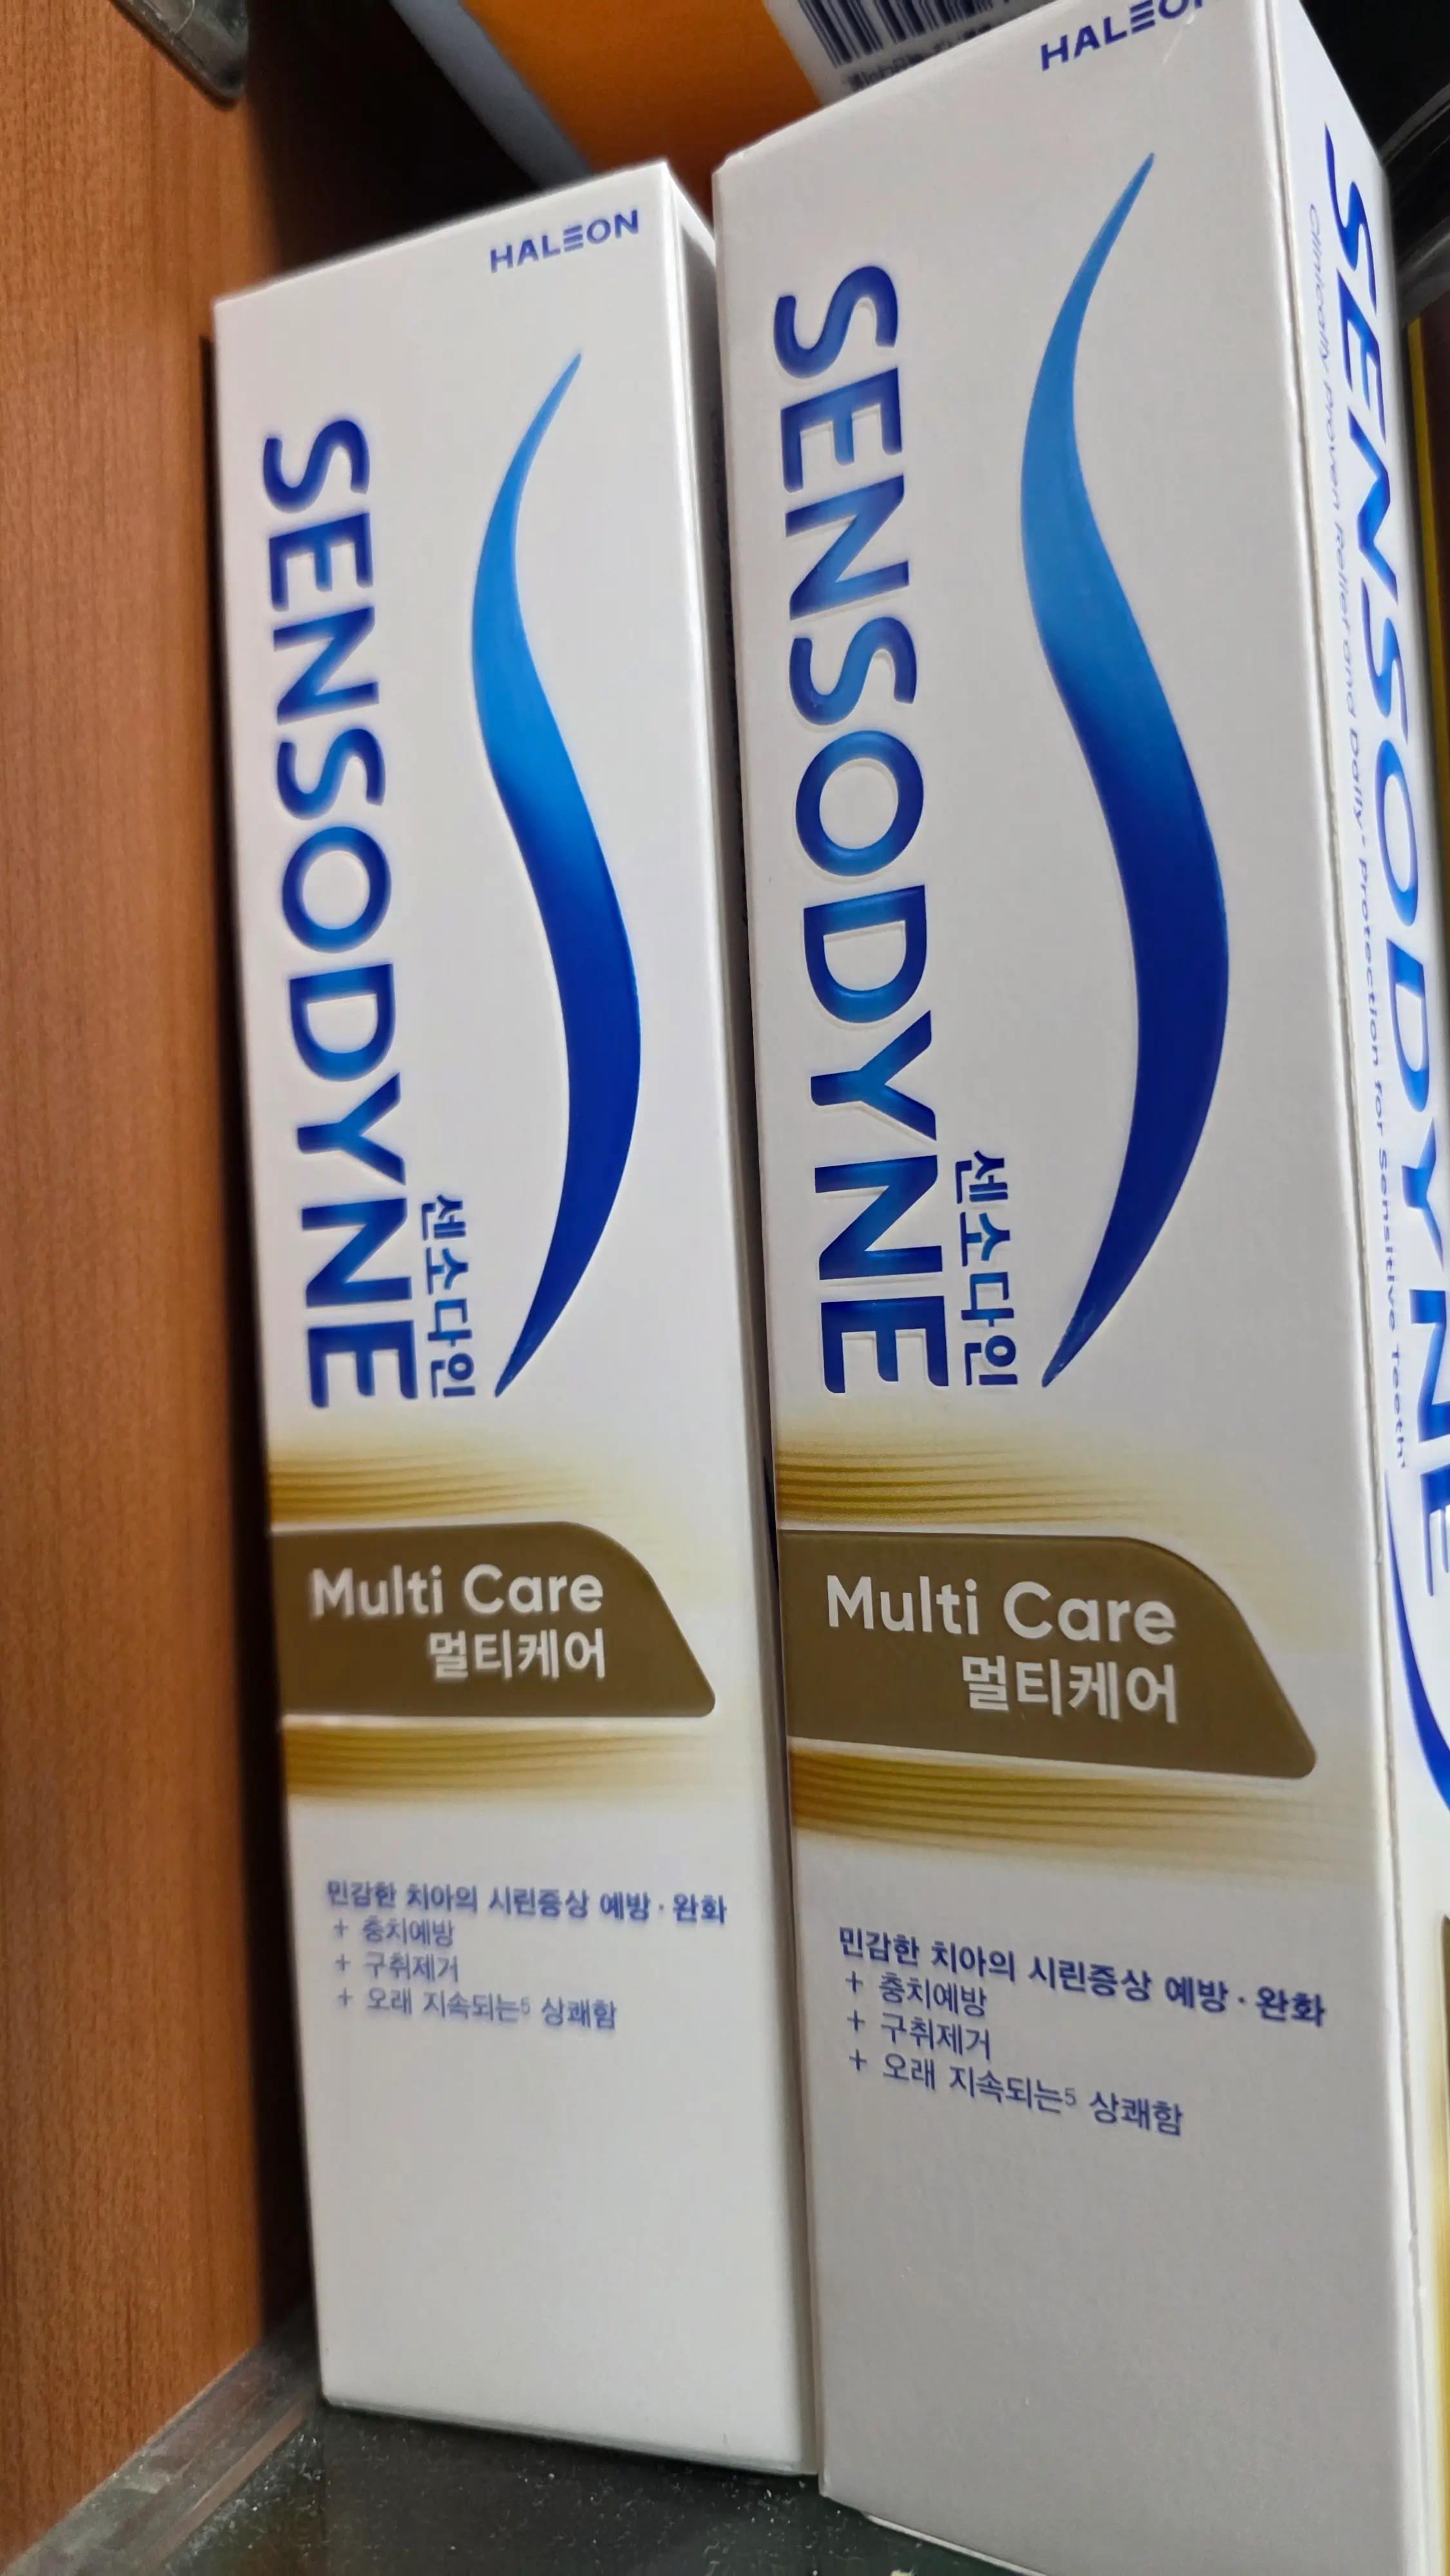 HALEON
SENSODYNE
센소다인
Multi Care
멀티케어
민감한 치아의 시린증상 예방·완화
+ 충치예방
+ 구취제거
+ 오래 지속되는5 상쾌함
HALEON
SENSODYNE
센소다인
Multi Care
멀티케어
민감한 치아의 시린증상 예방·완화
+ 충치예방
+ 구취제거
+ 오래 지속되는5 상쾌함
SENSODYNE
Clinically Proven Relief and Daily* Protection for Sensitive Teeth